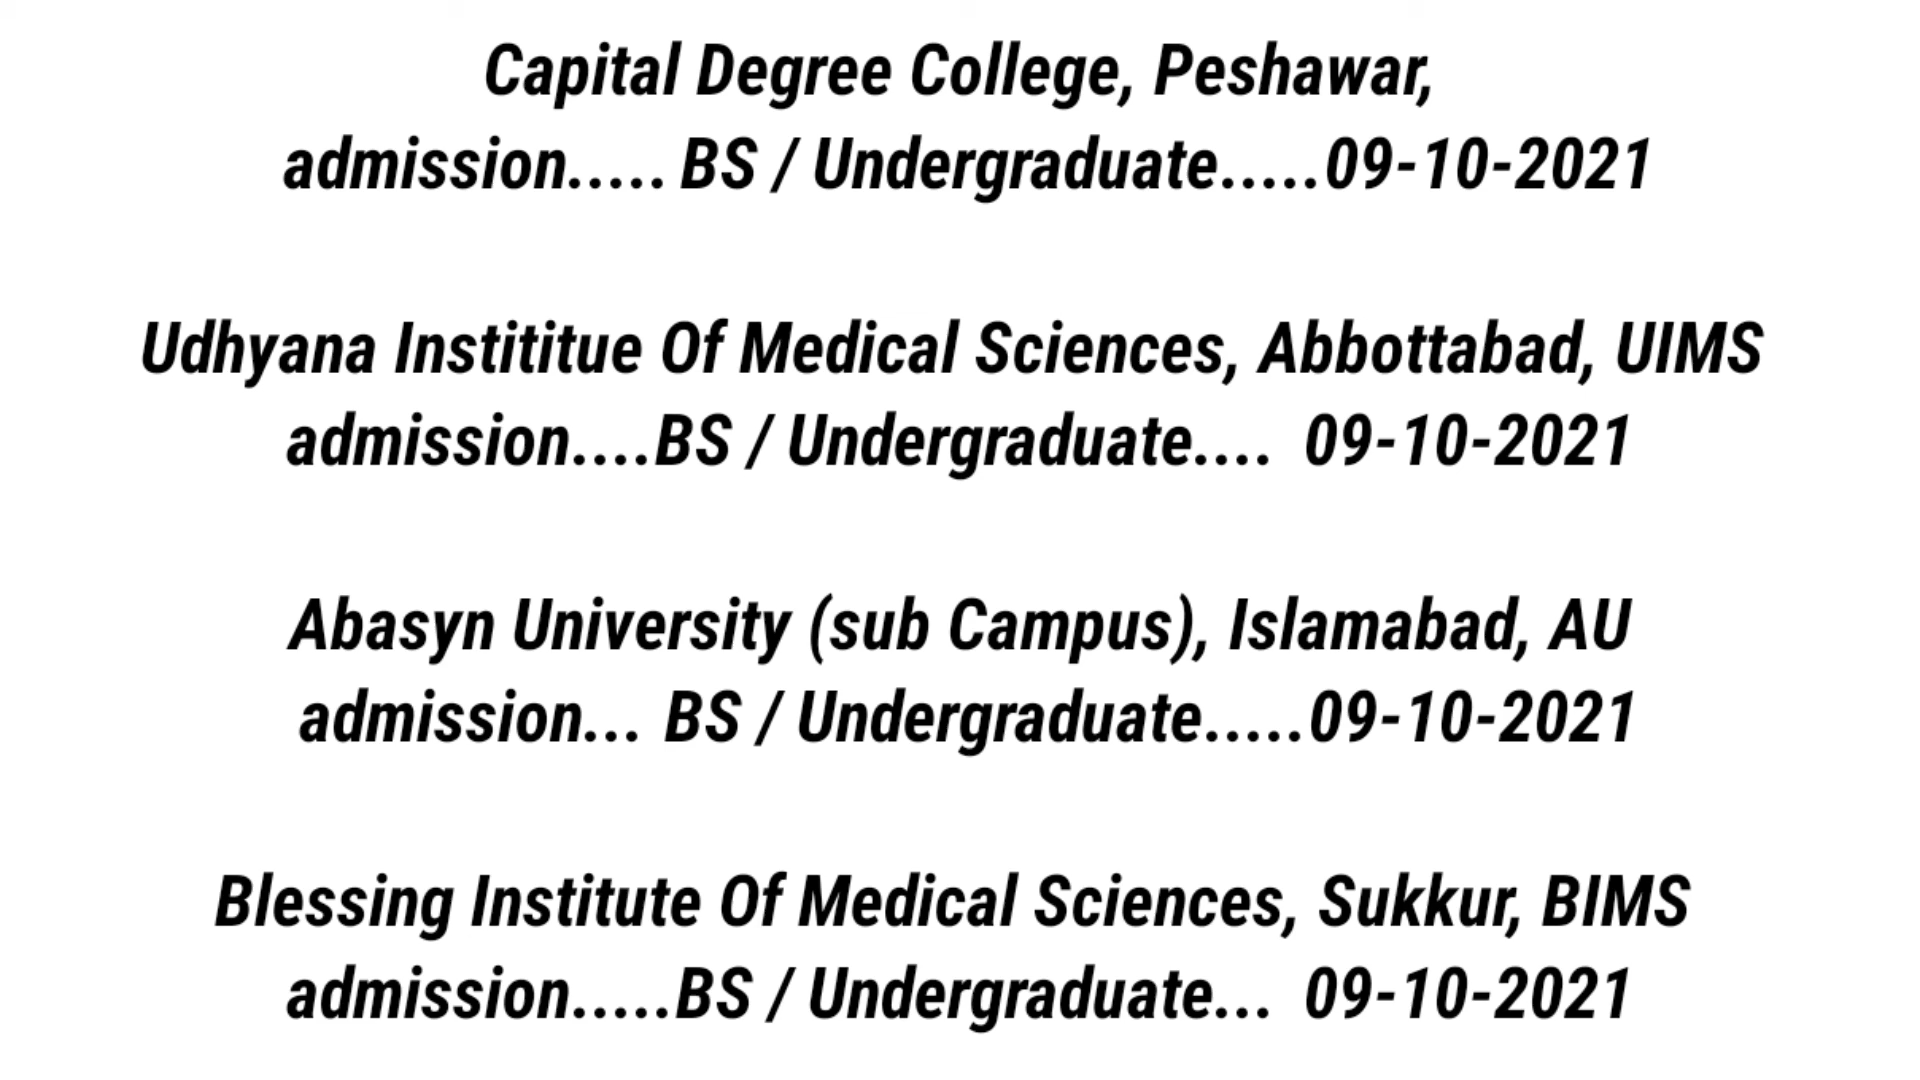 Capital Degree College, Peshawar,
admission..... BS / Undergraduate.....09-10-2021
Udhyana Instititue Of Medical Sciences, Abbottabad, UIMS
admission....BS / Undergraduate.... 09-10-2021
Abasyn University (sub Campus), Islamabad, AU
admission... BS / Undergraduate.....09-10-2021
Blessing Institute Of Medical Sciences, Sukkur, BIMS
admission.....BS / Undergraduate... 09-10-2021